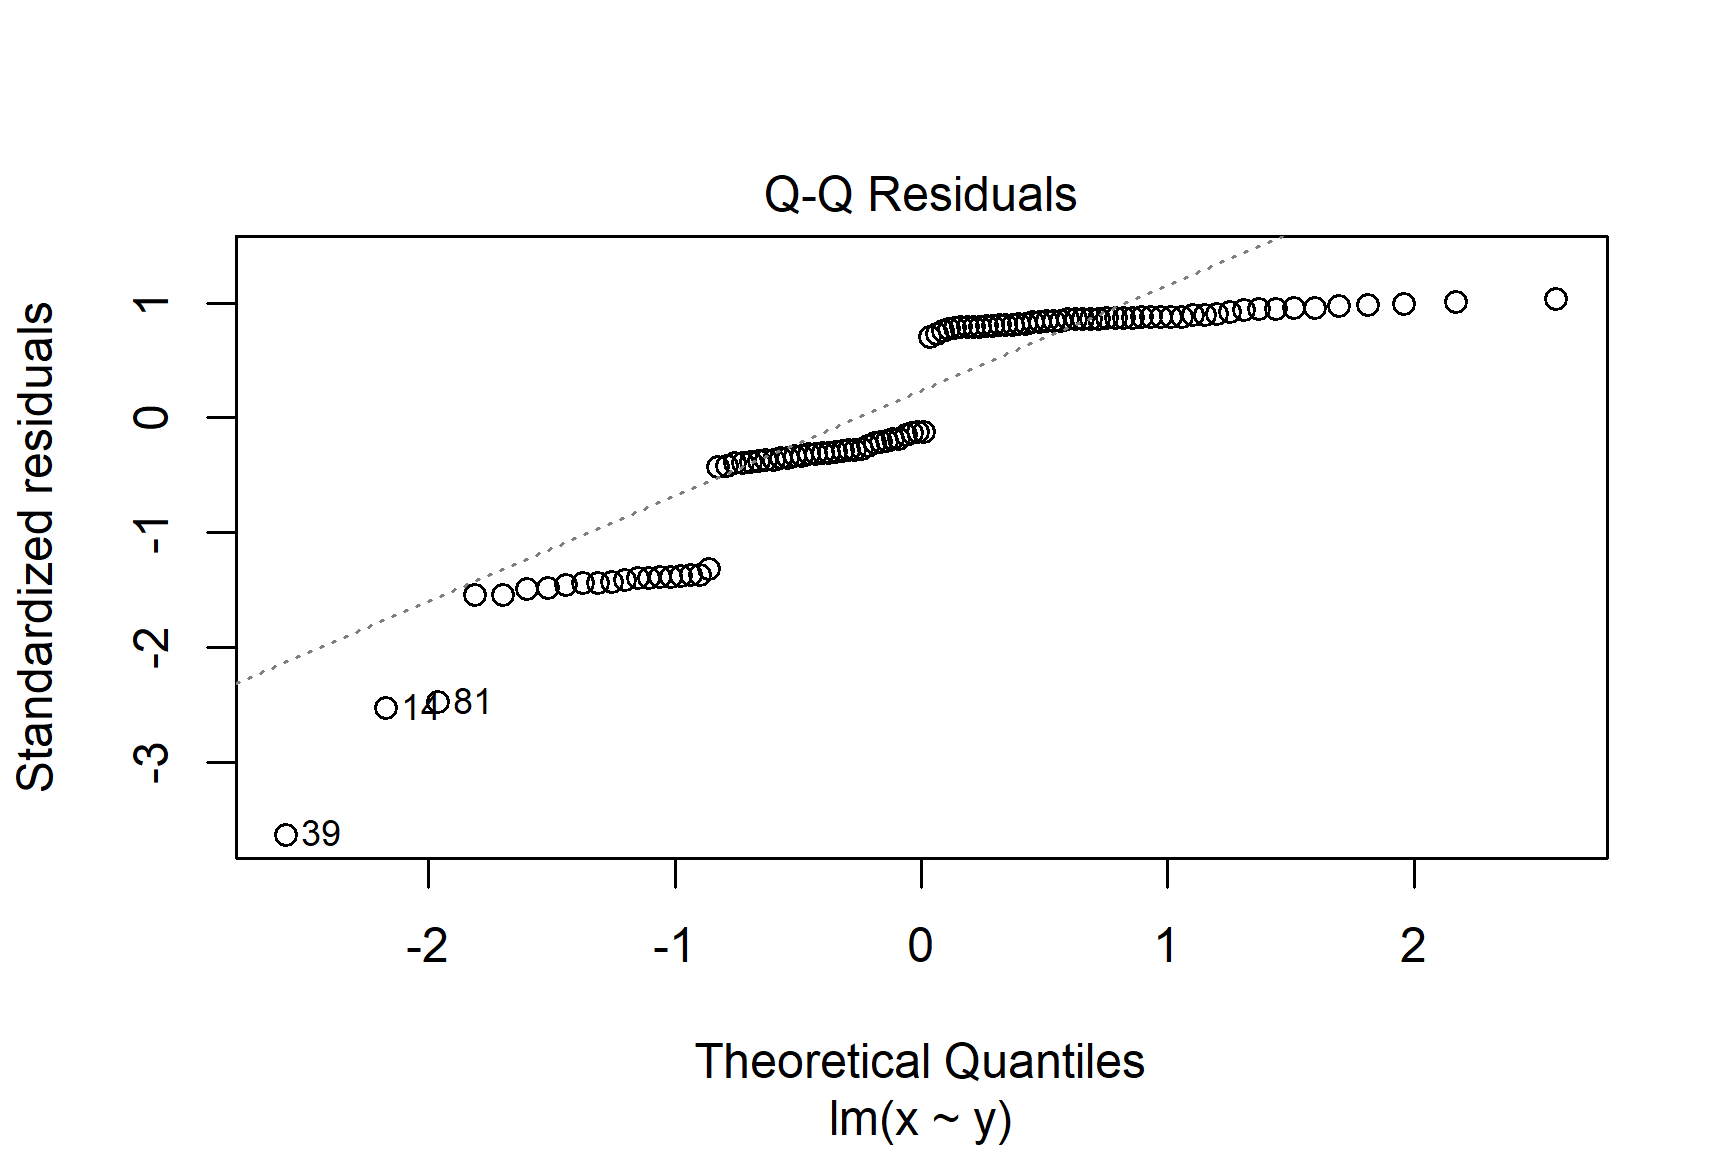 Q-Q Residuals
Standardized residuals
1
0
-1
-2
-3
14
81
39
-2 -1 0 1 2
Theoretical Quantiles
lm(x ~ y)